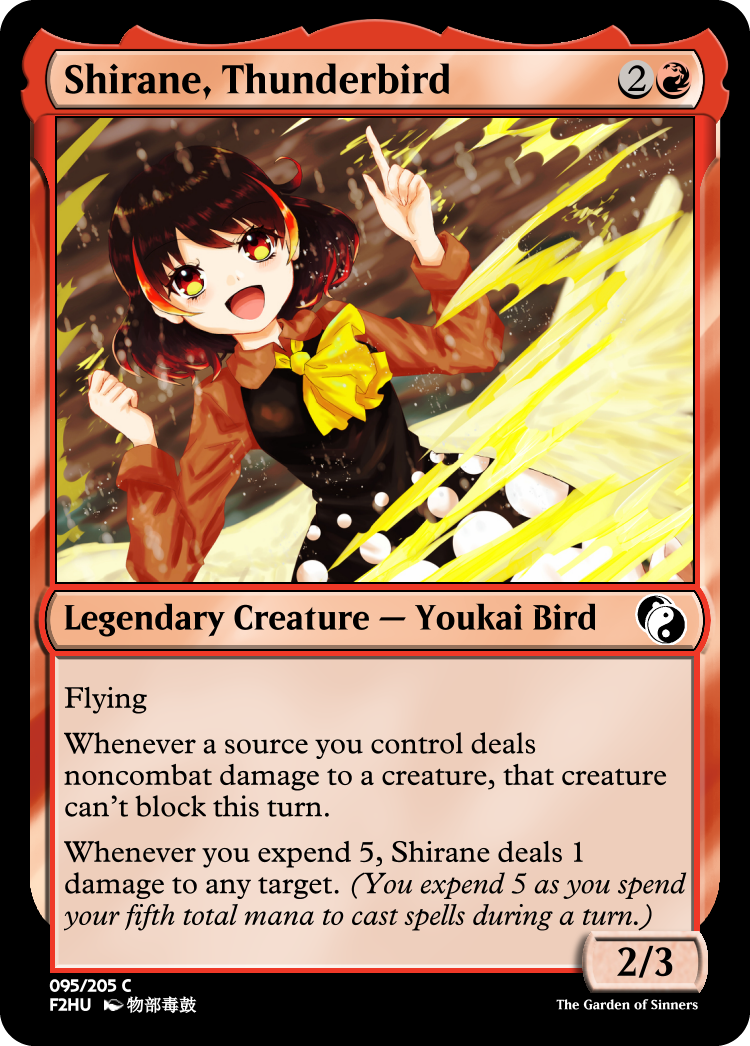 Shirane, Thunderbird 2
Legendary Creature — Youkai Bird
Flying
Whenever a source you control deals
noncombat damage to a creature, that creature
can't block this turn.
Whenever you expend 5, Shirane deals 1
damage to any target. (You expend 5 as you spend
your fifth total mana to cast spells during a turn.)
2/3
095/205 C
F2HU 物部毒鼓
The Garden of Sinners